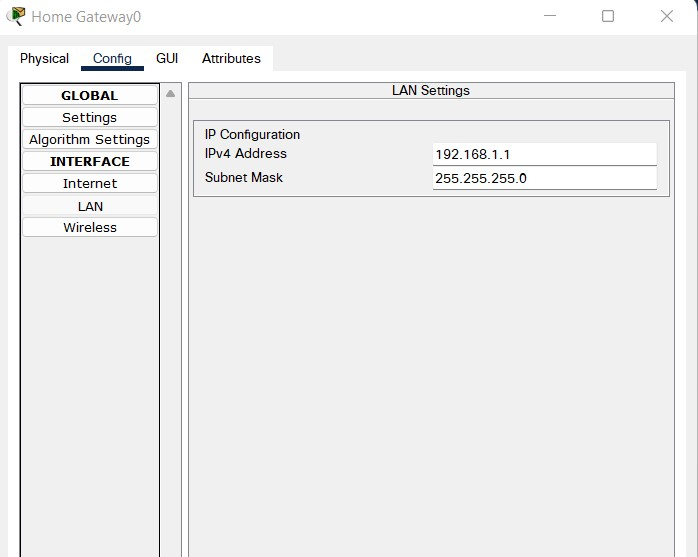 Home Gateway0
Physical Config GUI Attributes
GLOBAL
Settings
Algorithm Settings
INTERFACE
Internet
LAN
Wireless
LAN Settings
IP Configuration
IPv4 Address 192.168.1.1
Subnet Mask 255.255.255.0